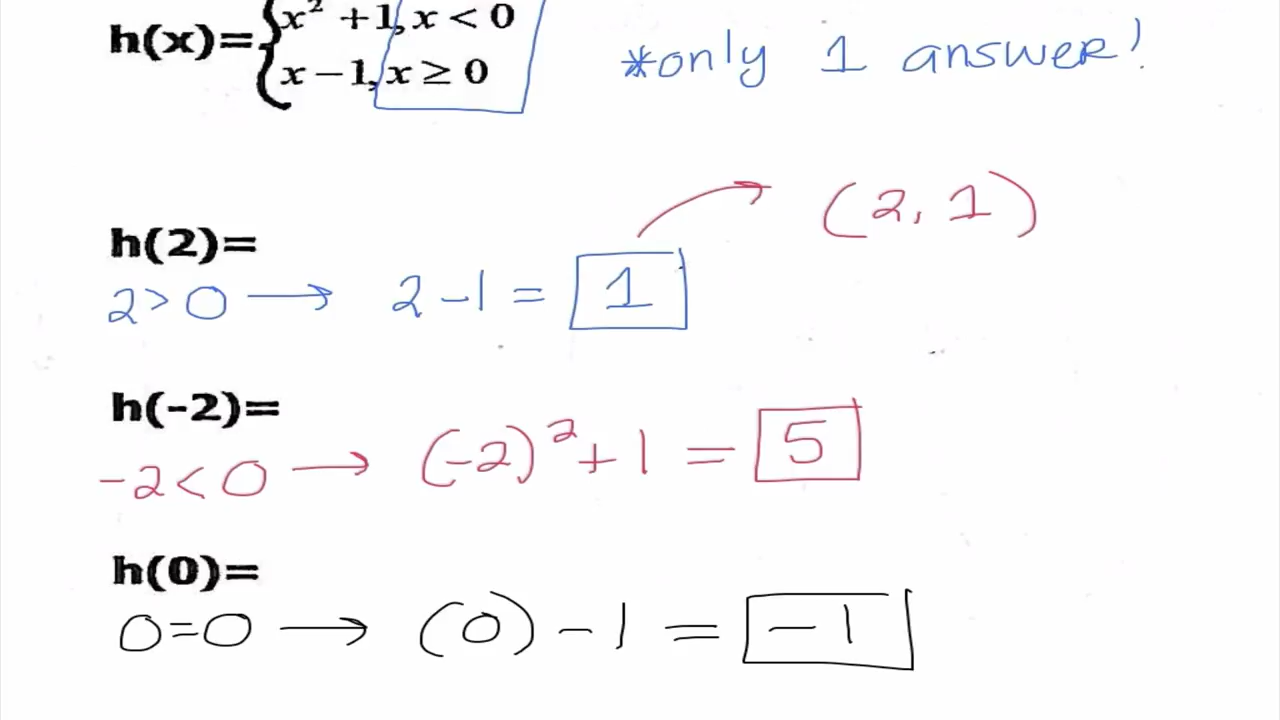 h(x)={x² +1, x < 0
{x − 1, x ≥ 0
*only 1 answer!
(2, 1)
h(2)=
2 > 0 → 2 - 1 = 1
h(-2)=
-2 < 0 → (-2)² + 1 = 5
h(0)=
0 = 0 → (0) - 1 = -1